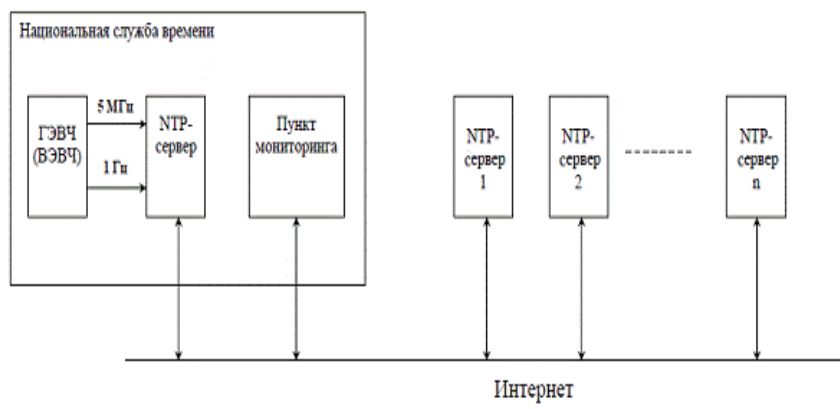 Национальная служба времени
ГЭВЧ
(ВЭВЧ)
5 МГц
1 Гц
NTP-
сервер
Пункт
мониторинга
NTP-
сервер
1
NTP-
сервер
2
NTP-
сервер
n
Интернет